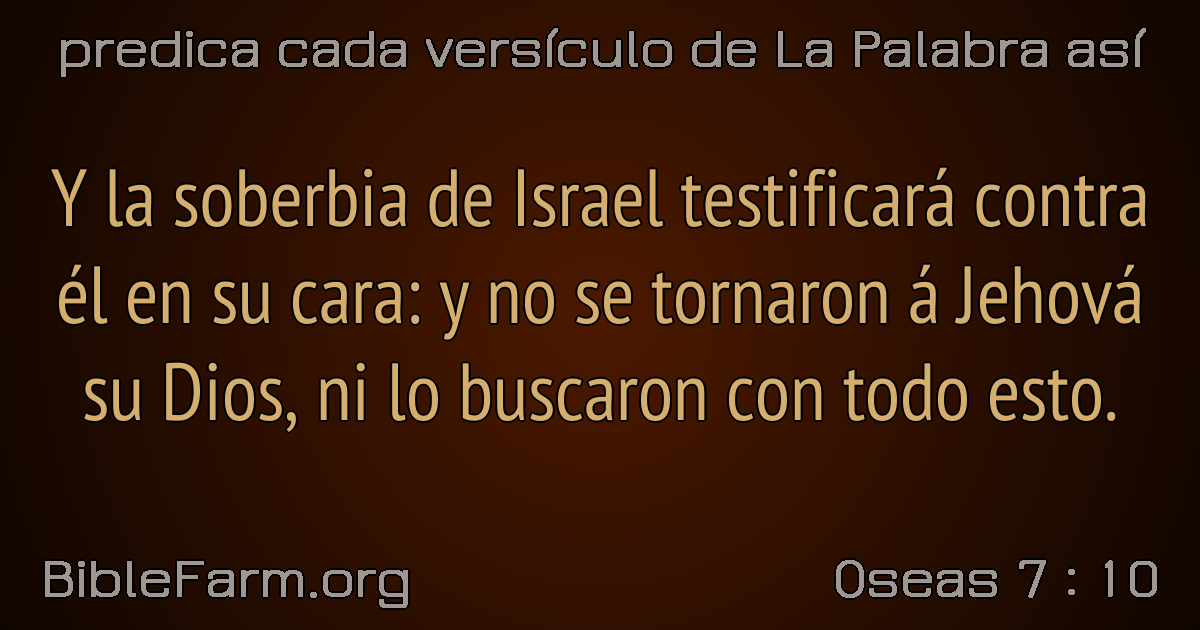 predica cada versículo de La Palabra así
Y la soberbia de Israel testificará contra
él en su cara: y no se tornaron á Jehová
su Dios, ni lo buscaron con todo esto.
BibleFarm.org
Oseas 7 : 10